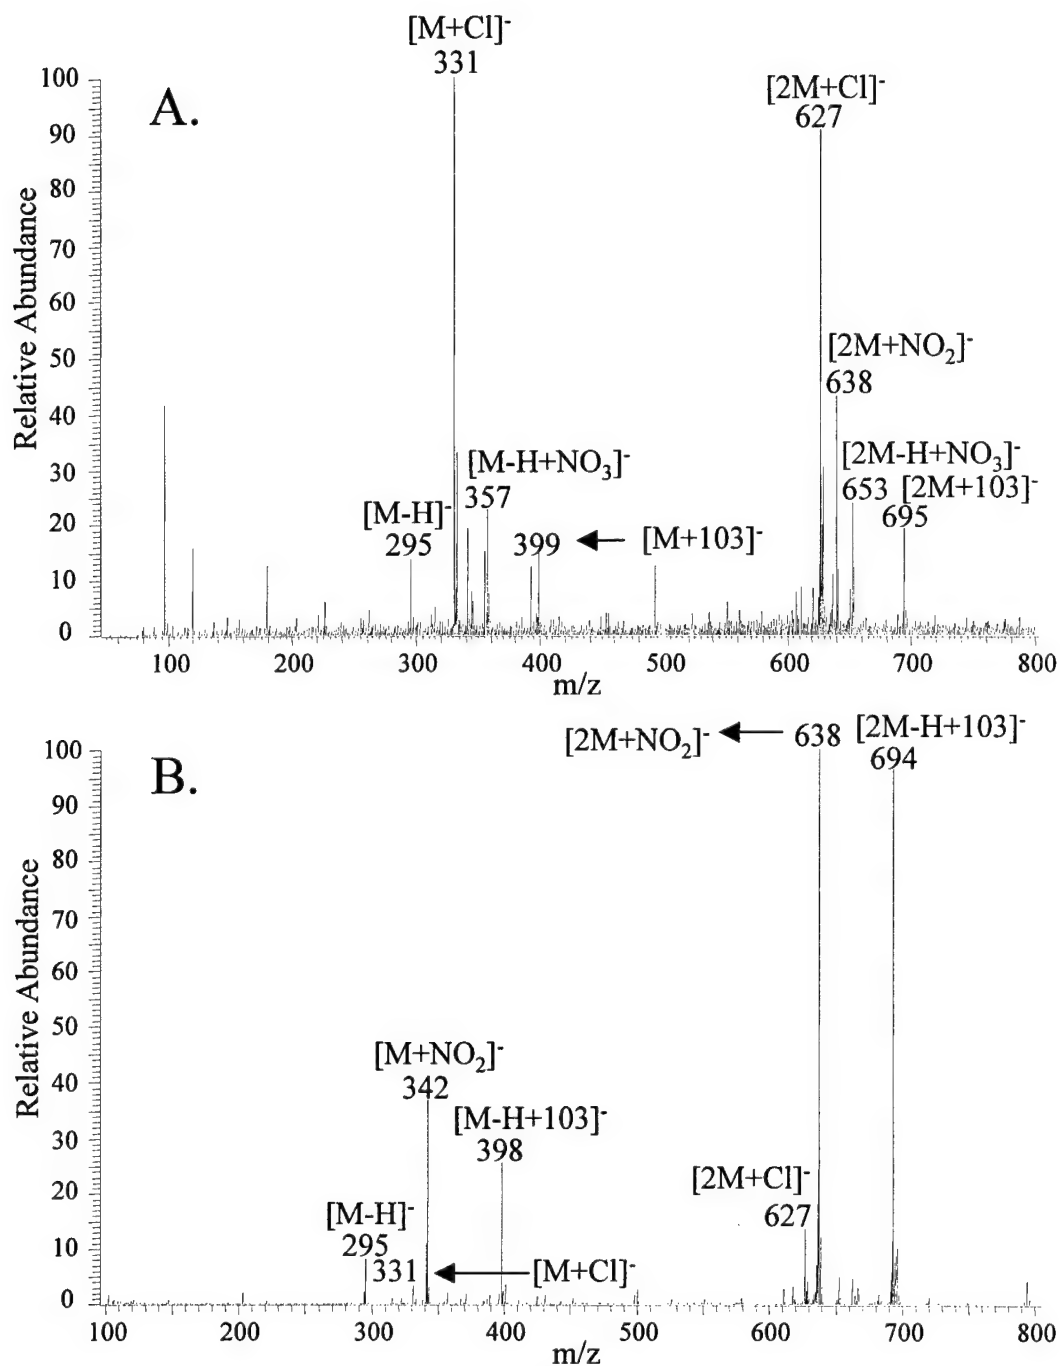 [M+Cl]-
331
[2M+Cl]-
627
A.
[2M+NO2]-
638
[M-H+NO3]-
357
[2M-H+NO3]-
653 [2M+103]-
695
[M-H]-
295
399
[M+103]-
Relative Abundance
100
90
80
70
60
50
40
30
20
10
0
100 200 300 400 500 600 700 800
m/z
[2M+NO2]-
638 [2M-H+103]-
694
B.
[M+NO2]-
342
[M-H+103]-
398
[2M+Cl]-
627
[M-H]-
295
331
[M+Cl]-
Relative Abundance
100
90
80
70
60
50
40
30
20
10
0
100 200 300 400 500 600 700 800
m/z